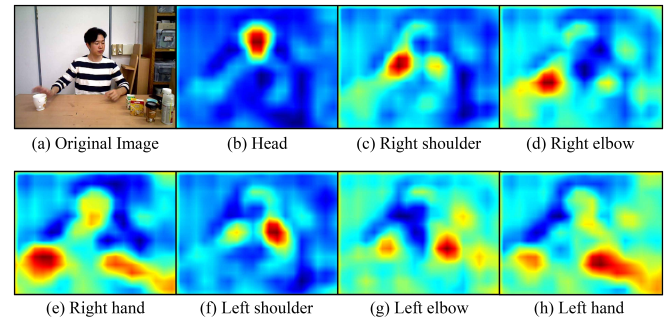 (a) Original Image
(b) Head
(c) Right shoulder
(d) Right elbow
(e) Right hand
(f) Left shoulder
(g) Left elbow
(h) Left hand